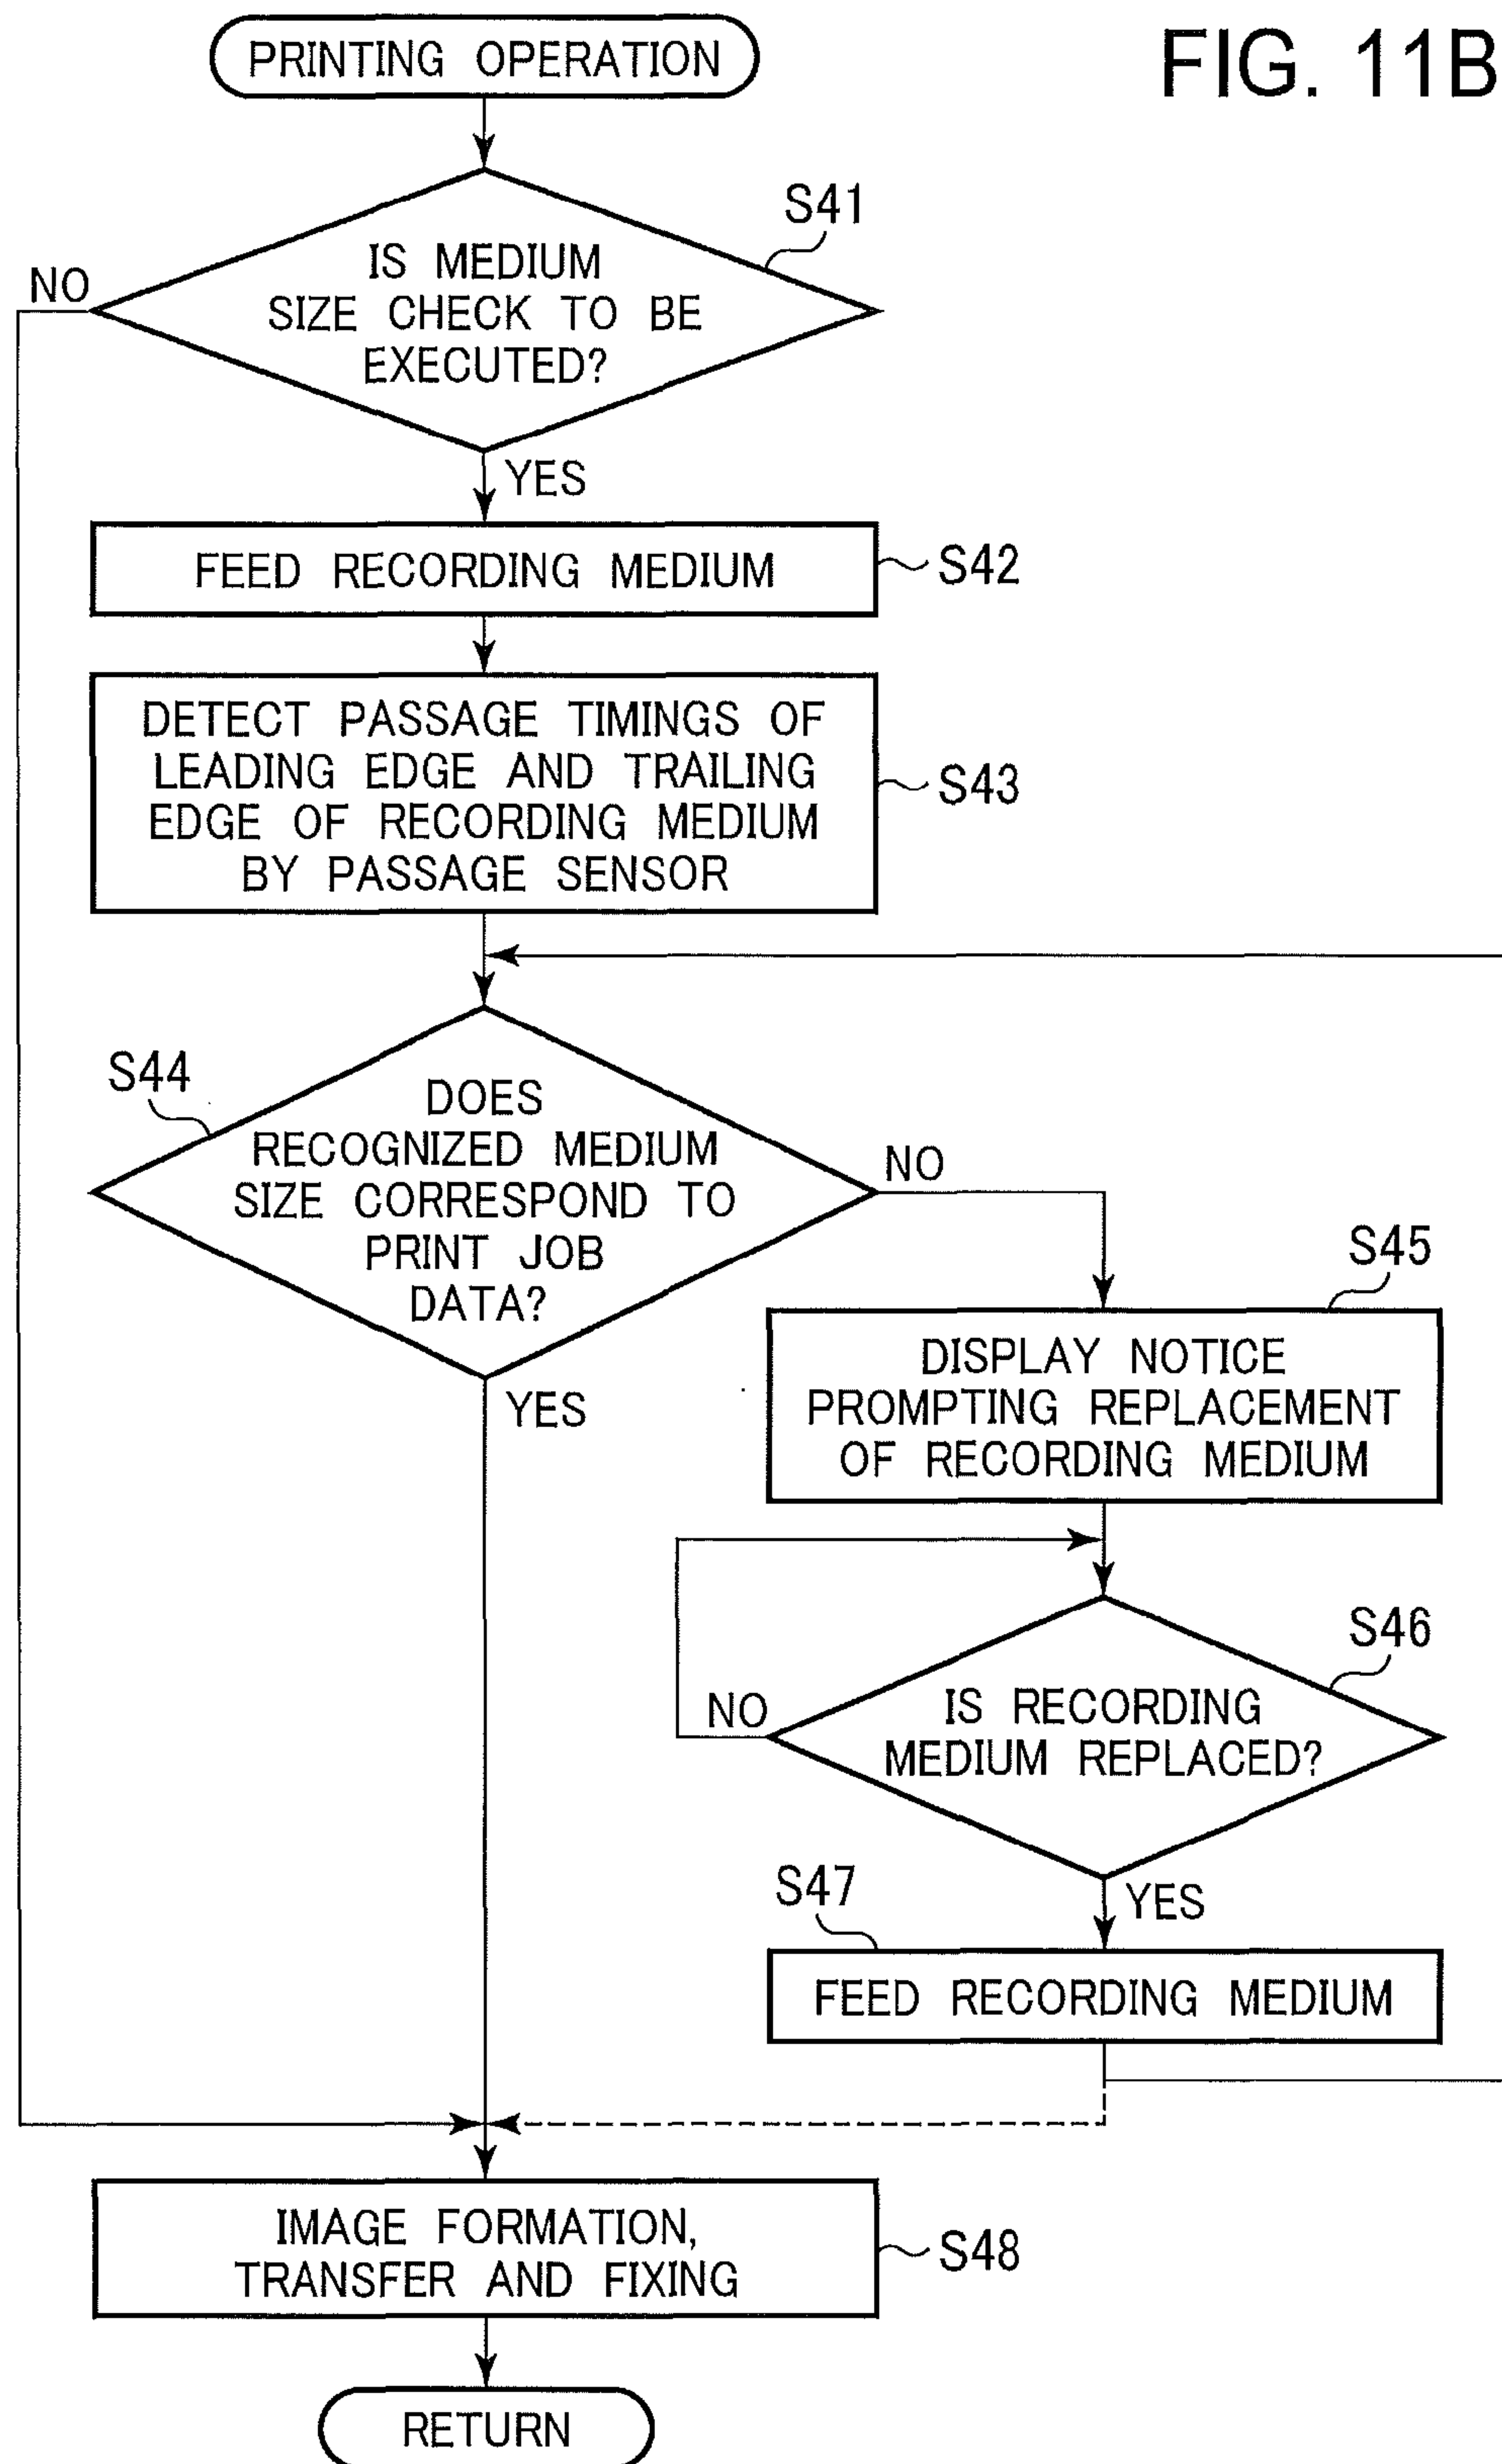 FIG. 11B
PRINTING OPERATION
S41
IS MEDIUM
SIZE CHECK TO BE
EXECUTED?
NO
YES
FEED RECORDING MEDIUM
S42
DETECT PASSAGE TIMINGS OF
LEADING EDGE AND TRAILING
EDGE OF RECORDING MEDIUM
BY PASSAGE SENSOR
S43
S44
DOES
RECOGNIZED MEDIUM
SIZE CORRESPOND TO
PRINT JOB
DATA?
NO
YES
S45
DISPLAY NOTICE
PROMPTING REPLACEMENT
OF RECORDING MEDIUM
S46
IS RECORDING
MEDIUM REPLACED?
NO
YES
S47
FEED RECORDING MEDIUM
IMAGE FORMATION,
TRANSFER AND FIXING
S48
RETURN